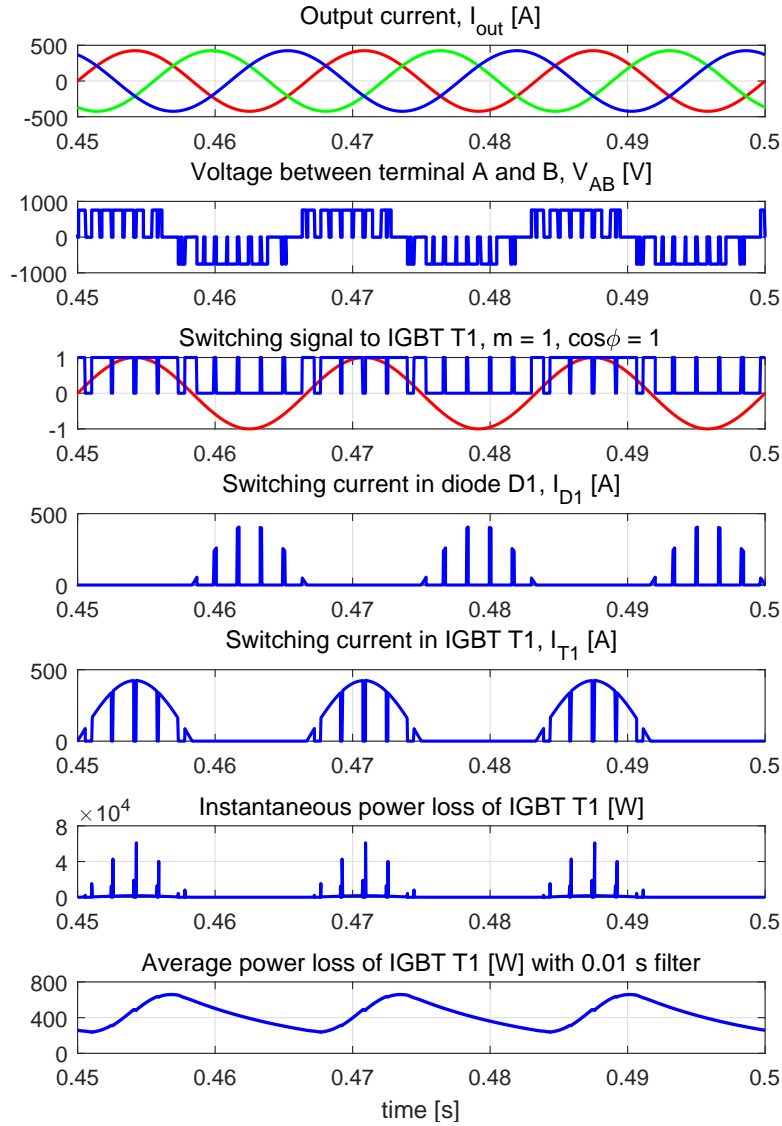 Output current, I_out [A]
500
0
-500
0.45 0.46 0.47 0.48 0.49 0.5
Voltage between terminal A and B, V_AB [V]
1000
0
-1000
0.45 0.46 0.47 0.48 0.49 0.5
Switching signal to IGBT T1, m = 1, cosϕ = 1
1
0
-1
0.45 0.46 0.47 0.48 0.49 0.5
Switching current in diode D1, I_D1 [A]
500
0
0.45 0.46 0.47 0.48 0.49 0.5
Switching current in IGBT T1, I_T1 [A]
500
0
0.45 0.46 0.47 0.48 0.49 0.5
×10^4
Instantaneous power loss of IGBT T1 [W]
8
4
0
0.45 0.46 0.47 0.48 0.49 0.5
Average power loss of IGBT T1 [W] with 0.01 s filter
800
400
0
0.45 0.46 0.47 0.48 0.49 0.5
time [s]